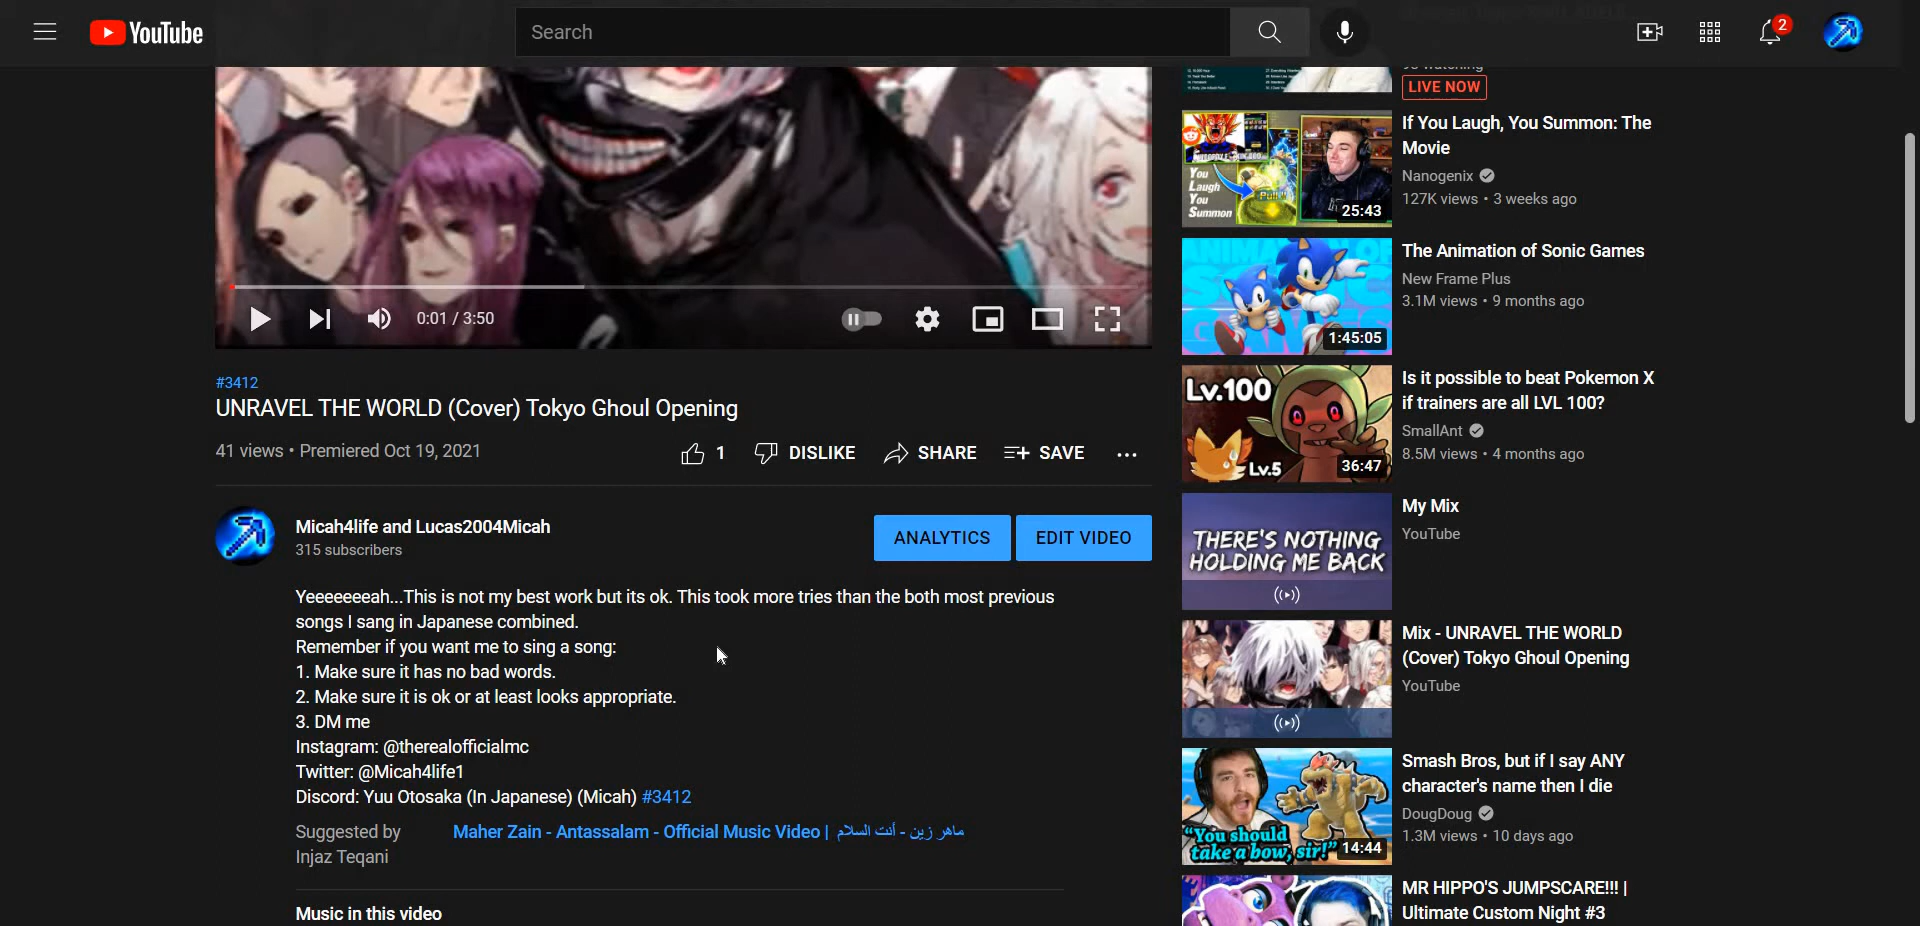 YouTube
Search
2
0:01 / 3:50
#3412
UNRAVEL THE WORLD (Cover) Tokyo Ghoul Opening
41 views • Premiered Oct 19, 2021
1
DISLIKE
SHARE
SAVE
Micah4life and Lucas2004Micah
315 subscribers
ANALYTICS
EDIT VIDEO
Yeeeeeeeah...This is not my best work but its ok. This took more tries than the both most previous
songs I sang in Japanese combined.
Remember if you want me to sing a song:
1. Make sure it has no bad words.
2. Make sure it is ok or at least looks appropriate.
3. DM me
Instagram: @therealofficialmc
Twitter: @Micah4life1
Discord: Yuu Otosaka (In Japanese) (Micah) #3412
Suggested by
Injaz Teqani
Maher Zain - Antassalam - Official Music Video | ماهر زين - أنت السلام
Music in this video
LIVE NOW
You
Laugh
You
Summon
25:43
If You Laugh, You Summon: The
Movie
Nanogenix
127K views • 3 weeks ago
1:45:05
The Animation of Sonic Games
New Frame Plus
3.1M views • 9 months ago
Lv.100
Lv.5
36:47
Is it possible to beat Pokemon X
if trainers are all LVL 100?
SmallAnt
8.5M views • 4 months ago
THERE'S NOTHING
HOLDING ME BACK
My Mix
YouTube
Mix - UNRAVEL THE WORLD
(Cover) Tokyo Ghoul Opening
YouTube
"You should
take a bow, sir!"
14:44
Smash Bros, but if I say ANY
character's name then I die
DougDoug
1.3M views • 10 days ago
MR HIPPO'S JUMPSCARE!!! |
Ultimate Custom Night #3